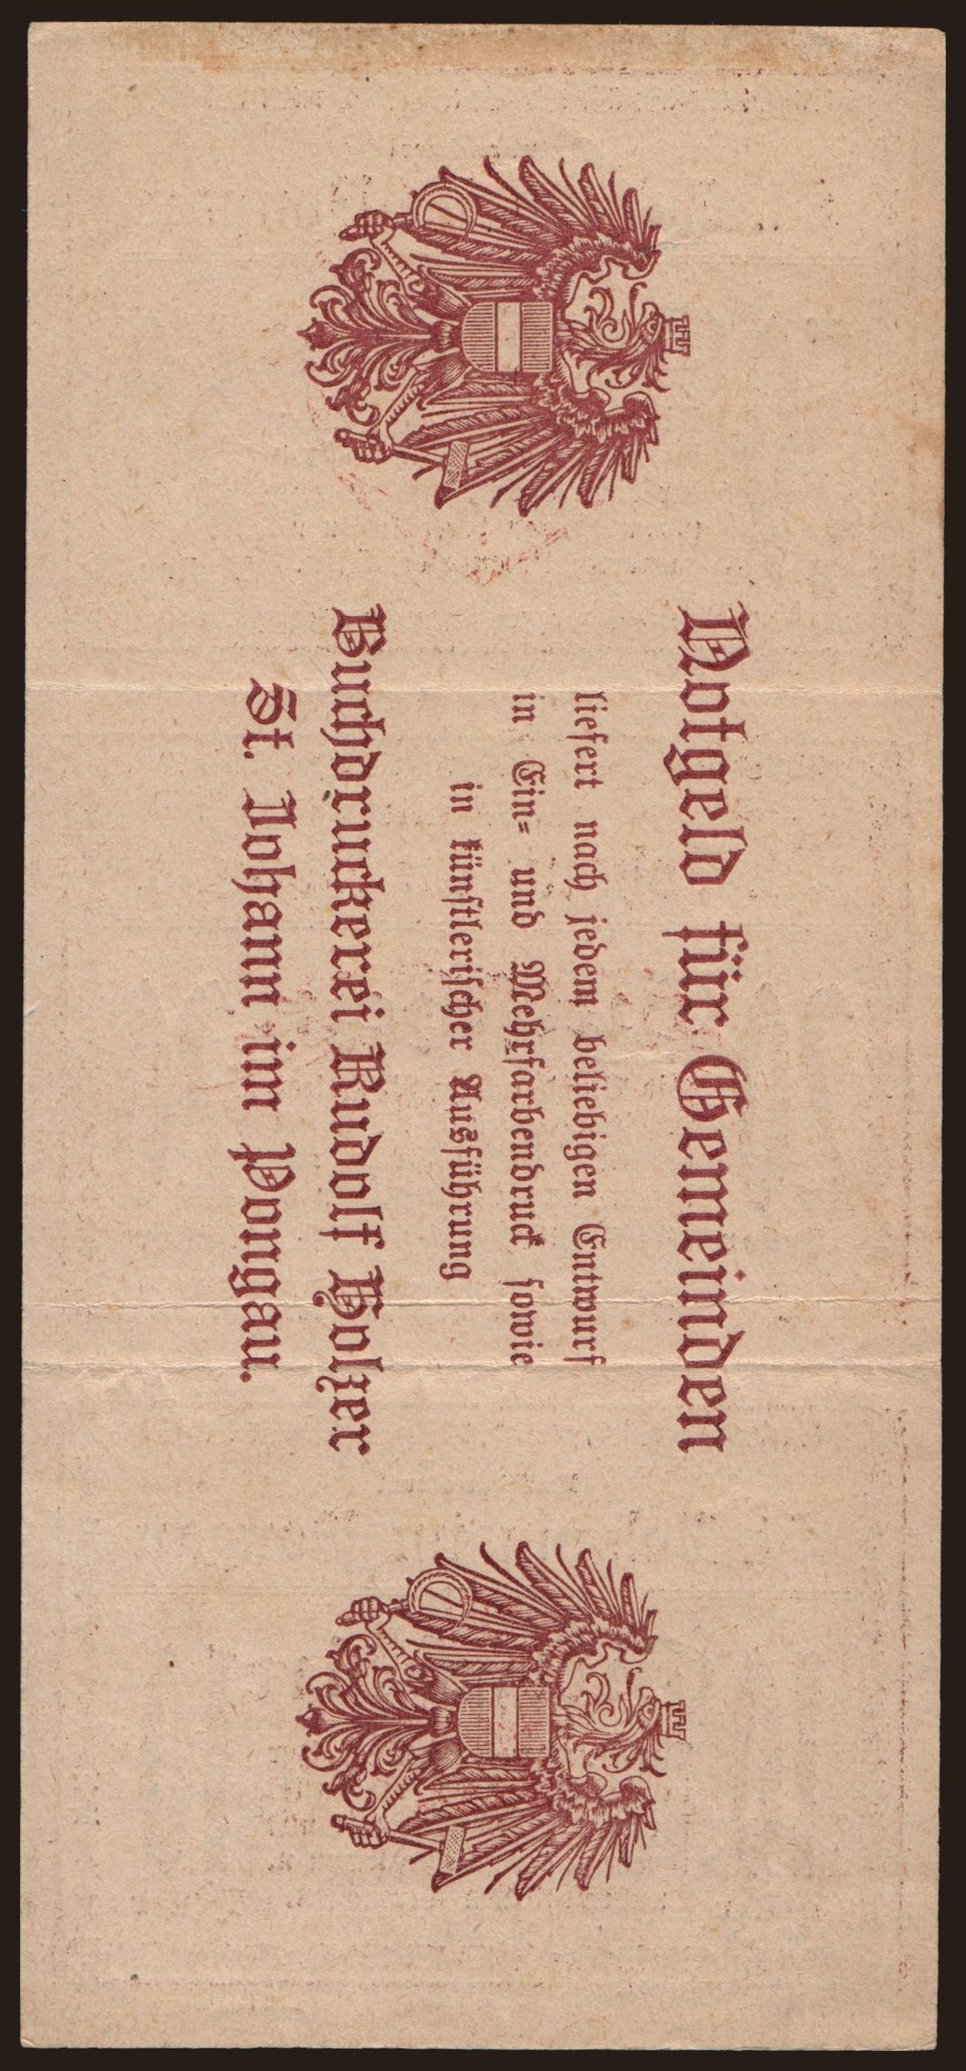 Notgeld für Gemeinden
liefert nach jedem beliebigen Entwurf
in Ein- und Mehrfarbendruck sowie
in künstlerischer Ausführung
Buchdruckerei Rudolf Holzer
St. Johann im Pongau.